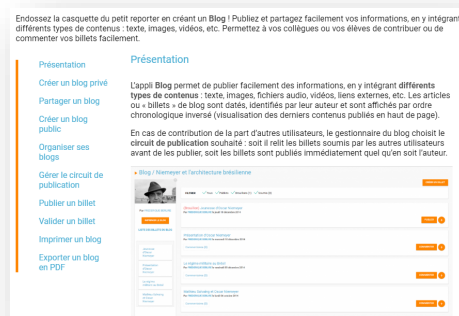 Endossez la casquette du petit reporter en créant un Blog ! Publiez et partagez facilement vos informations, en y intégrant
différents types de contenus : texte, images, vidéos, etc. Permettez à vos collègues ou vos élèves de contribuer ou de
commenter vos billets facilement.
Présentation
Créer un blog privé
Partager un blog
Créer un blog
public
Organiser ses
blogs
Gérer le circuit de
publication
Publier un billet
Valider un billet
Imprimer un blog
Exporter un blog
en PDF
Présentation
L'appli Blog permet de publier facilement des informations, en y intégrant différents
types de contenus : texte, images, fichiers audio, vidéos, liens externes, etc. Les articles
ou « billets » de blog sont datés, identifiés par leur auteur et sont affichés par ordre
chronologique inversé (visualisation des derniers contenus publiés en haut de page).
En cas de contribution de la part d'autres utilisateurs, le gestionnaire du blog choisit le
circuit de publication souhaité : soit il relit les billets soumis par les autres utilisateurs
avant de les publier, soit les billets sont publiés immédiatement quel qu'en soit l'auteur.
Blog / Niemeyer et l'architecture brésilienne